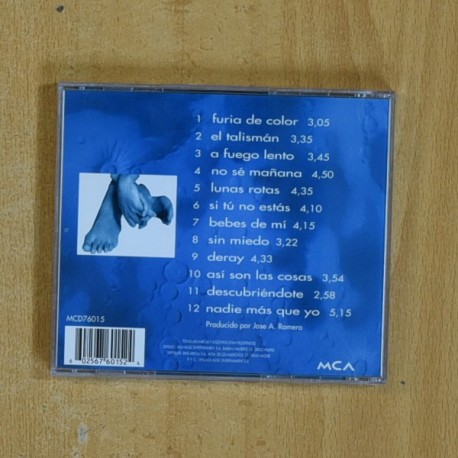 1 furia de color 3,05
2 el talismán 3,35
3 a fuego lento 3,45
4 no sé mañana 4,50
5 lunas rotas 4,35
6 si tú no estás 4,10
7 bebes de mí 4,15
8 sin miedo 3,22
9 deray 4,33
10 así son las cosas 3,54
11 descubriéndote 2,58
12 nadie más que yo 5,15
Producido por Jose A. Romero
MCD76015
8 02567 60152
MCA